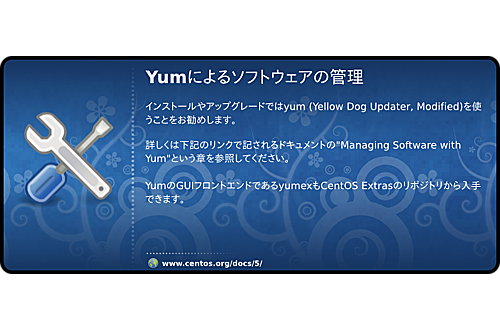 Yumによるソフトウェアの管理
インストールやアップグレードではyum (Yellow Dog Updater, Modified)を使
うことをお勧めします。
詳しくは下記のリンクで記されるドキュメントの"Managing Software with
Yum"という章を参照してください。
YumのGUIフロントエンドであるyumexもCentOS Extrasのリポジトリから入手
できます。
www.centos.org/docs/5/